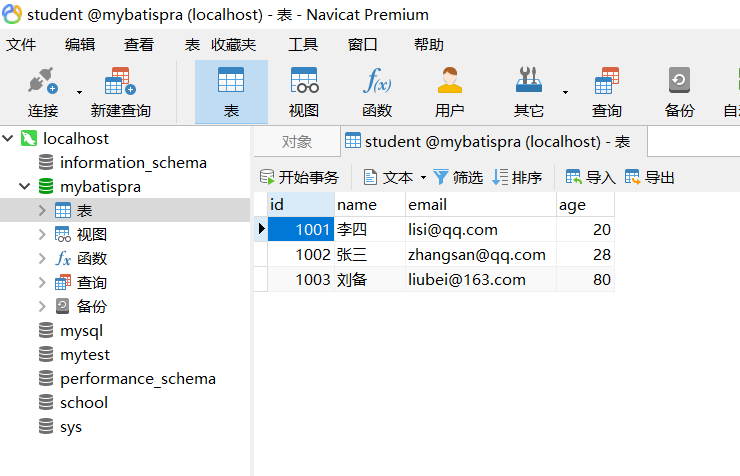 student @mybatispra (localhost) - 表 - Navicat Premium
文件 编辑 查看 表 收藏夹 工具 窗口 帮助
连接 新建查询 表 视图 函数 用户 其它 查询 备份
localhost
information_schema
mybatispra
表
视图
函数
查询
备份
mysql
mytest
performance_schema
school
sys
对象 student @mybatispra (localhost) - 表
开始事务 文本 筛选 排序 导入 导出
id name email age
1001 李四 lisi@qq.com 20
1002 张三 zhangsan@qq.com 28
1003 刘备 liubei@163.com 80